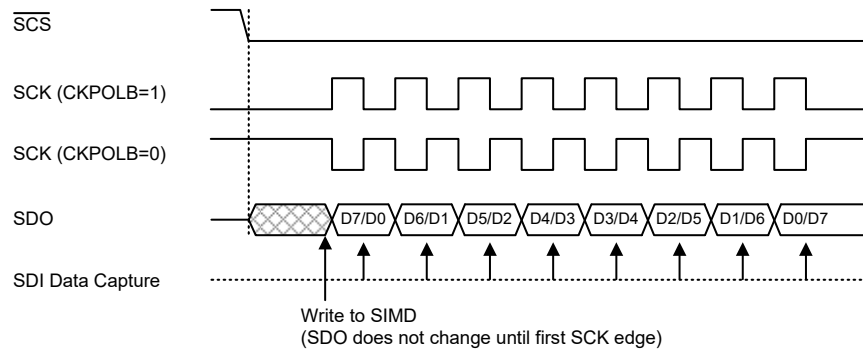 SCS
SCK (CKPOLB=1)
SCK (CKPOLB=0)
SDO
D7/D0 D6/D1 D5/D2 D4/D3 D3/D4 D2/D5 D1/D6 D0/D7
SDI Data Capture
Write to SIMD
(SDO does not change until first SCK edge)